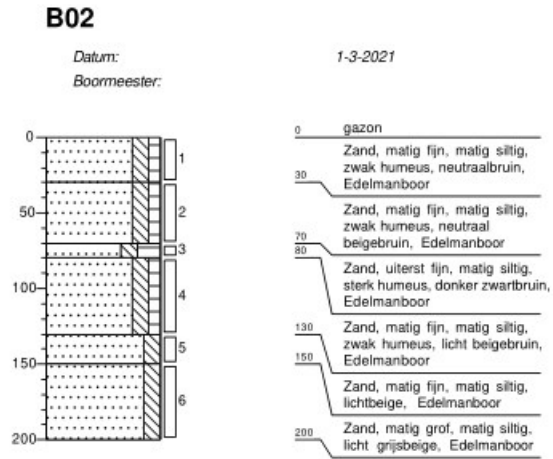 B02
Datum: 1-3-2021
Boormeester:
0
50
100
150
200
1
2
3
4
5
6
0 gazon
Zand, matig fijn, matig siltig,
zwak humeus, neutraalbruin,
30 Edelmanboor
Zand, matig fijn, matig siltig,
zwak humeus, neutraal
70 beigebruin, Edelmanboor
80
Zand, uiterst fijn, matig siltig,
sterk humeus, donker zwartbruin,
Edelmanboor
130 Zand, matig fijn, matig siltig,
zwak humeus, licht beigebruin,
150 Edelmanboor
Zand, matig fijn, matig siltig,
lichtbeige, Edelmanboor
200 Zand, matig grof, matig siltig,
licht grijsbeige, Edelmanboor